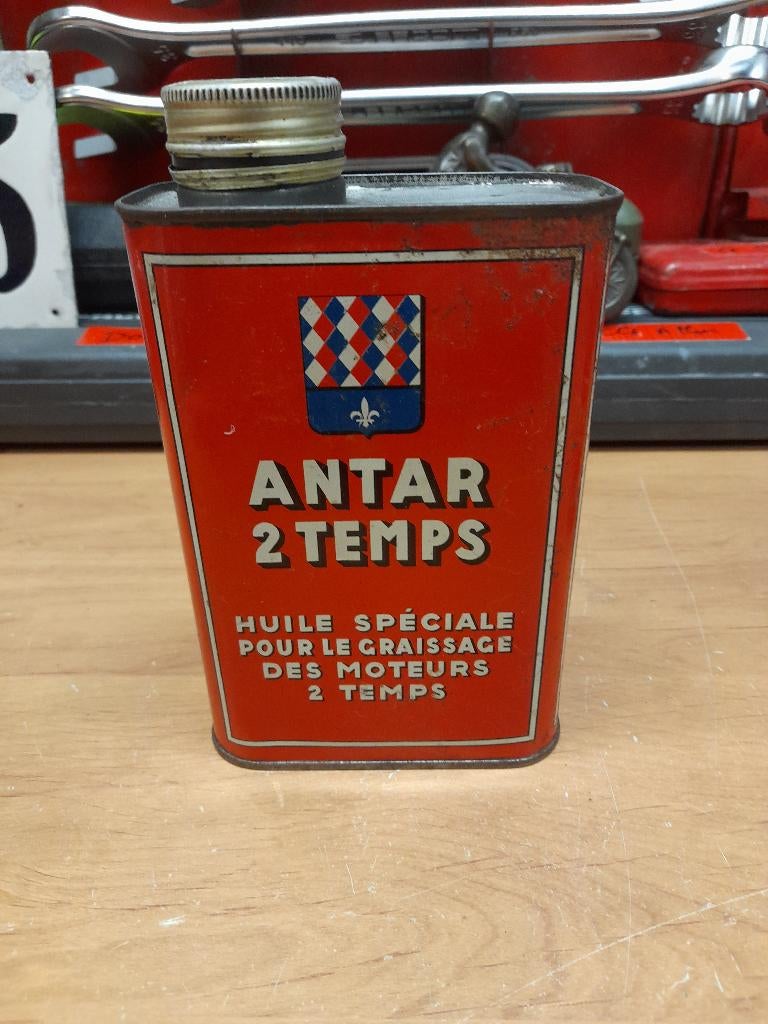 ANTAR
2 TEMPS
HUILE SPÉCIALE
POUR LE GRAISSAGE
DES MOTEURS
2 TEMPS